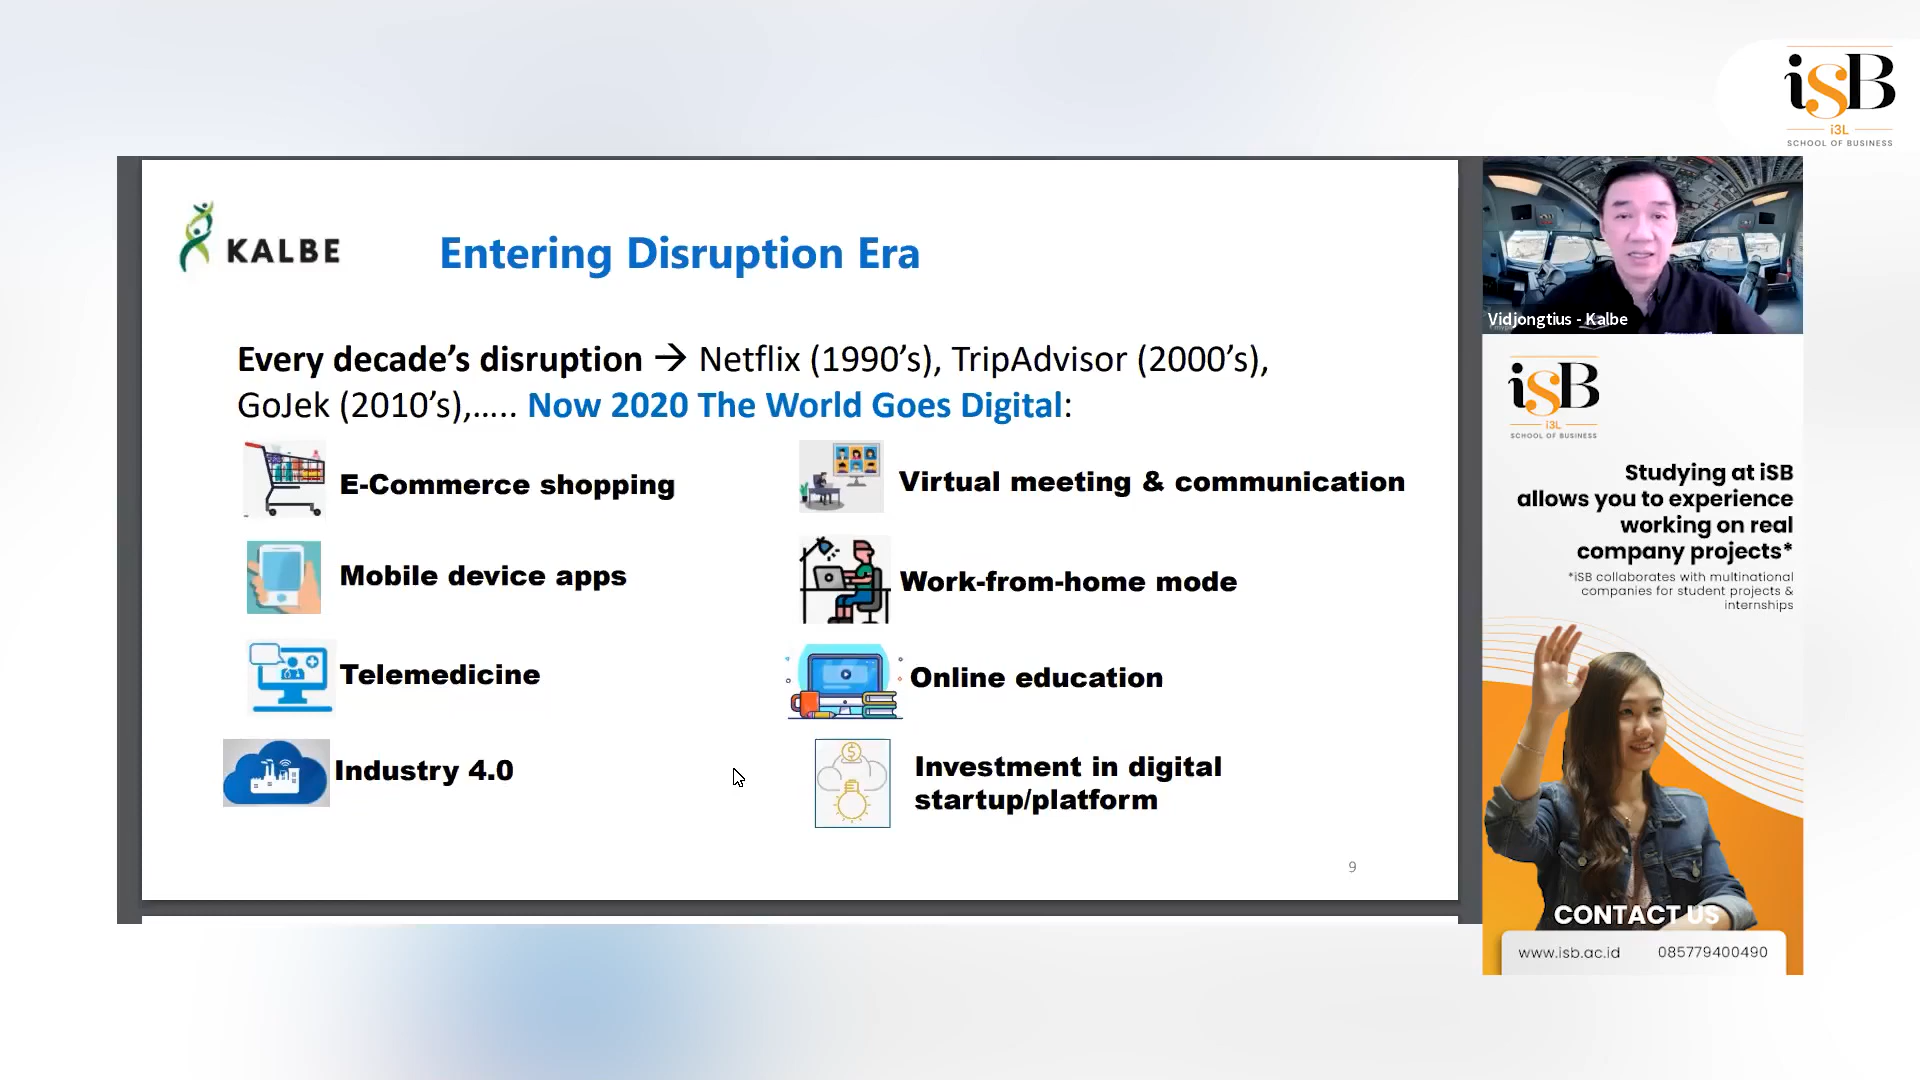 iSB
i3L
SCHOOL OF BUSINESS
KALBE
Entering Disruption Era
Every decade’s disruption → Netflix (1990’s), TripAdvisor (2000’s),
GoJek (2010’s),..... Now 2020 The World Goes Digital:
E-Commerce shopping
Mobile device apps
Telemedicine
Industry 4.0
Virtual meeting & communication
Work-from-home mode
Online education
Investment in digital
startup/platform
9
Vidjongtius - Kalbe
iSB
i3L
SCHOOL OF BUSINESS
Studying at iSB
allows you to experience
working on real
company projects*
*iSB collaborates with multinational
companies for student projects &
internships
CONTACT US
www.isb.ac.id 085779400490